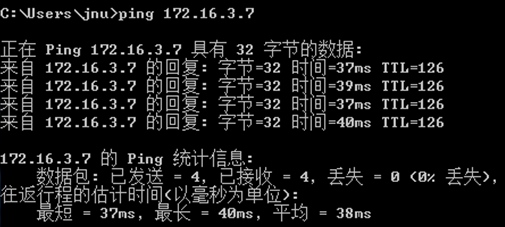 C:\Users\jnu>ping 172.16.3.7
正在 Ping 172.16.3.7 具有 32 字节的数据:
来自 172.16.3.7 的回复: 字节=32 时间=37ms TTL=126
来自 172.16.3.7 的回复: 字节=32 时间=39ms TTL=126
来自 172.16.3.7 的回复: 字节=32 时间=37ms TTL=126
来自 172.16.3.7 的回复: 字节=32 时间=40ms TTL=126
172.16.3.7 的 Ping 统计信息:
数据包: 已发送 = 4, 已接收 = 4, 丢失 = 0 (0% 丢失),
往返行程的估计时间(以毫秒为单位):
最短 = 37ms, 最长 = 40ms, 平均 = 38ms